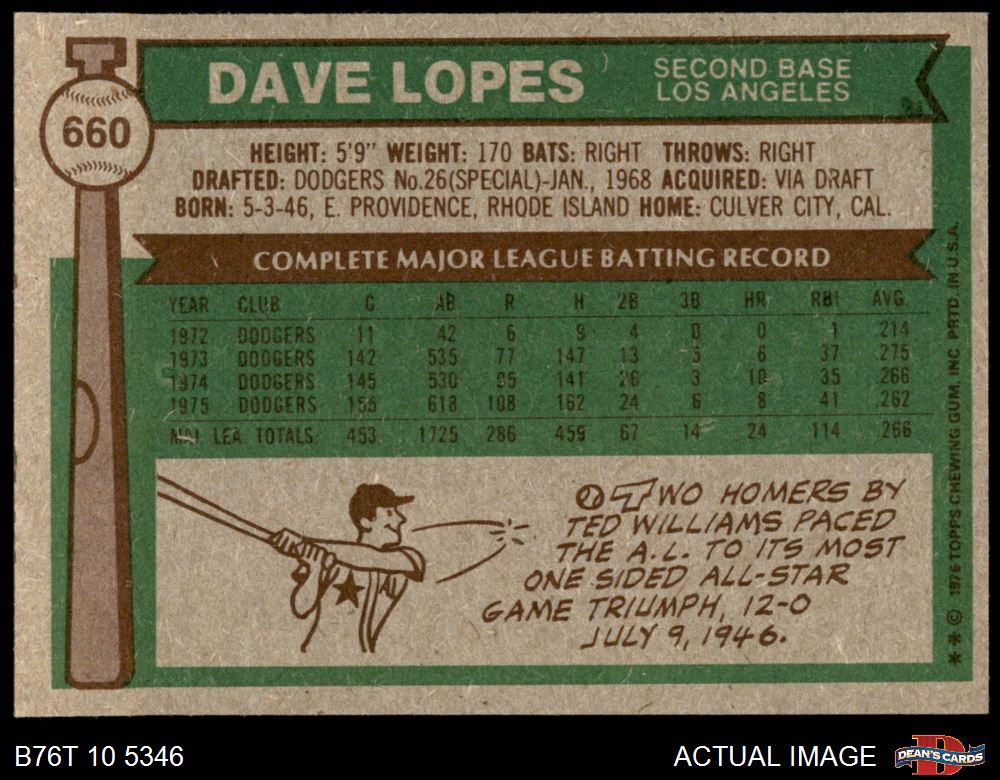 DAVE LOPES
SECOND BASE
LOS ANGELES
660
HEIGHT: 5'9" WEIGHT: 170 BATS: RIGHT THROWS: RIGHT
DRAFTED: DODGERS No.26(SPECIAL)-JAN., 1968 ACQUIRED: VIA DRAFT
BORN: 5-3-46, E. PROVIDENCE, RHODE ISLAND HOME: CULVER CITY, CAL.
COMPLETE MAJOR LEAGUE BATTING RECORD
YEAR CLUB G AB R H 2B 3B HR RBI AVG.
1972 DODGERS 11 42 6 9 4 0 0 1 214
1973 DODGERS 142 535 77 147 13 5 6 37 275
1974 DODGERS 145 530 95 141 26 3 10 35 266
1975 DODGERS 155 618 108 162 24 6 8 41 262
MAJ. LEA. TOTALS 453 1725 286 459 67 14 24 114 266
TWO HOMERS BY
TED WILLIAMS PACED
THE A.L. TO ITS MOST
ONE SIDED ALL-STAR
GAME TRIUMPH, 12-0
JULY 9, 1946.
** © 1976 TOPPS CHEWING GUM, INC. PRTD. IN U.S.A.
B76T 10 5346
ACTUAL IMAGE
D
DEAN'S CARDS